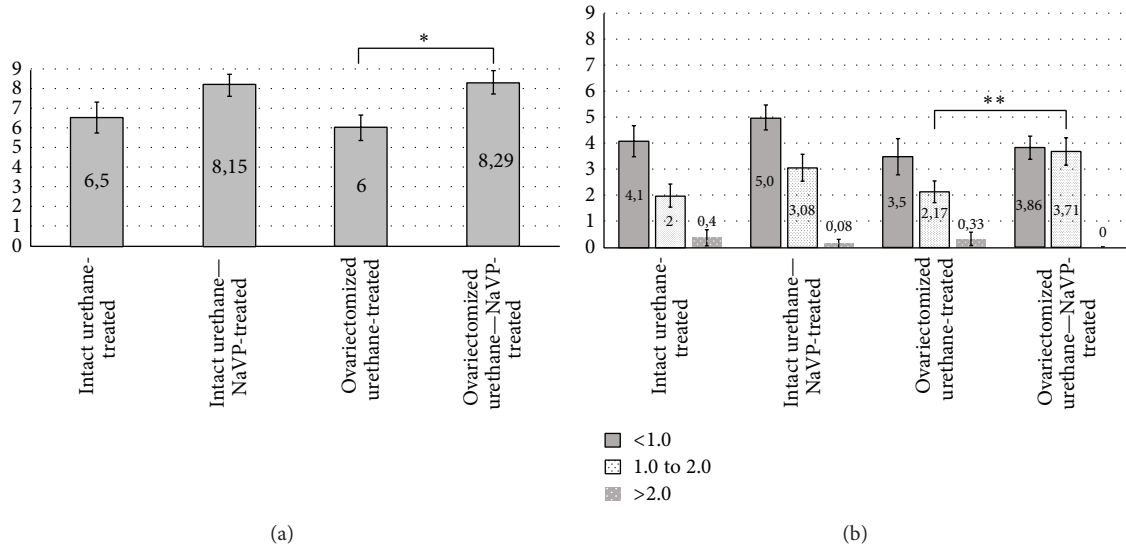 *
9
8
7
6
5
4
3
2
1
0
6,5
8,15
6
8,29
Intact urethane-
treated
Intact urethane—
NaVP-treated
Ovariectomized
urethane-treated
Ovariectomized
urethane—NaVP-
treated
(a)
9
8
7
6
5
4
3
2
1
0
**
4,1
2
0,4
5,0
3,08
0,08
3,5
2,17
0,33
3,86
3,71
0
Intact urethane-
treated
Intact urethane—
NaVP-treated
Ovariectomized
urethane-treated
Ovariectomized
urethane—NaVP-
treated
<1.0
1.0 to 2.0
>2.0
(b)